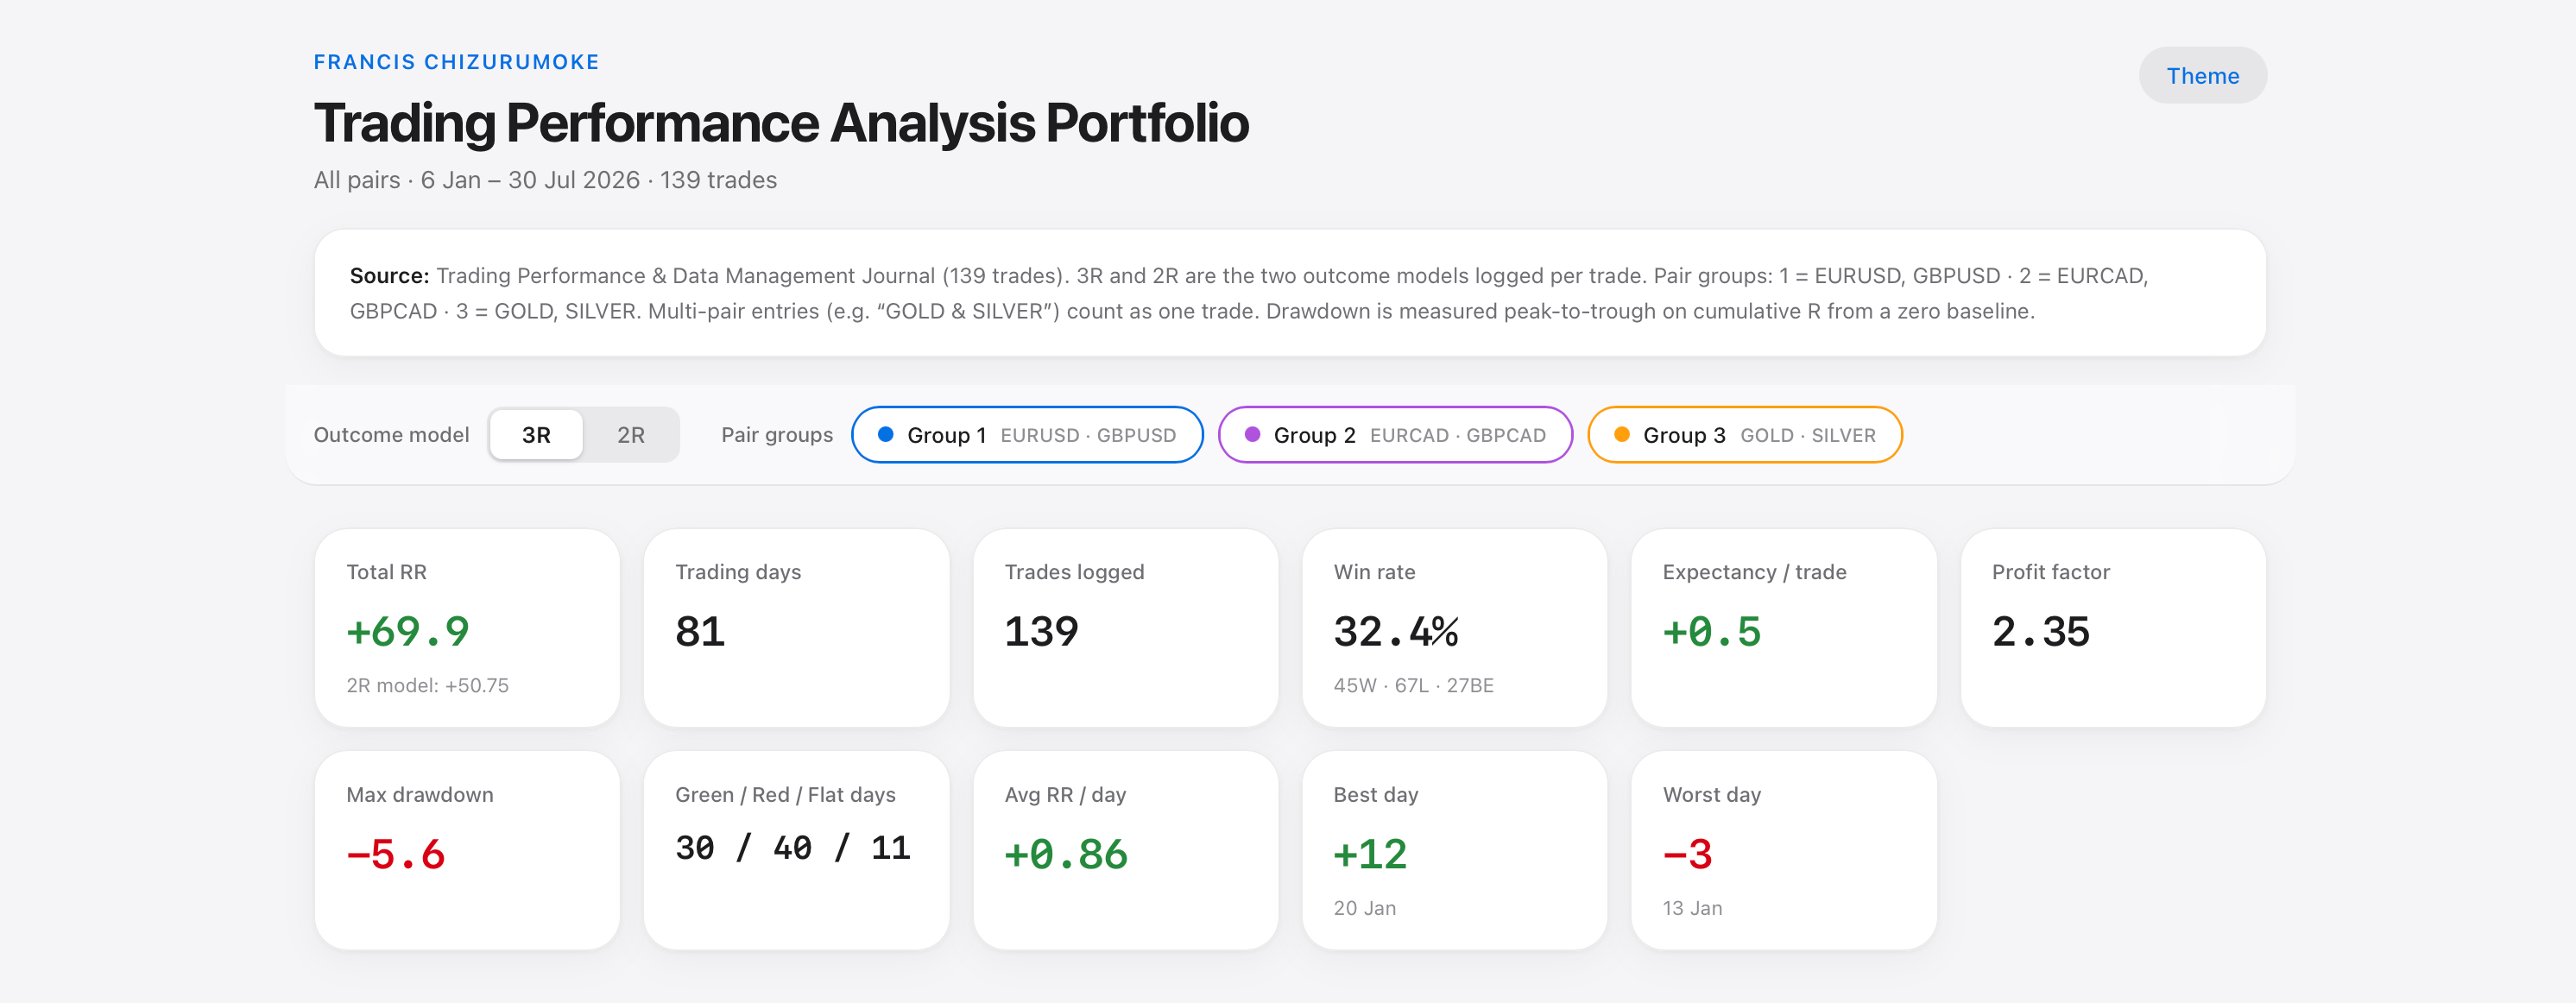 FRANCIS CHIZURUMOKE
Theme
Trading Performance Analysis Portfolio
All pairs · 6 Jan – 30 Jul 2026 · 139 trades
Source: Trading Performance & Data Management Journal (139 trades). 3R and 2R are the two outcome models logged per trade. Pair groups: 1 = EURUSD, GBPUSD · 2 = EURCAD,
GBPCAD · 3 = GOLD, SILVER. Multi-pair entries (e.g. “GOLD & SILVER”) count as one trade. Drawdown is measured peak-to-trough on cumulative R from a zero baseline.
Outcome model 3R 2R Pair groups Group 1 EURUSD · GBPUSD Group 2 EURCAD · GBPCAD Group 3 GOLD · SILVER
Total RR
+69.9
2R model: +50.75
Trading days
81
Trades logged
139
Win rate
32.4%
45W · 67L · 27BE
Expectancy / trade
+0.5
Profit factor
2.35
Max drawdown
−5.6
Green / Red / Flat days
30 / 40 / 11
Avg RR / day
+0.86
Best day
+12
20 Jan
Worst day
−3
13 Jan